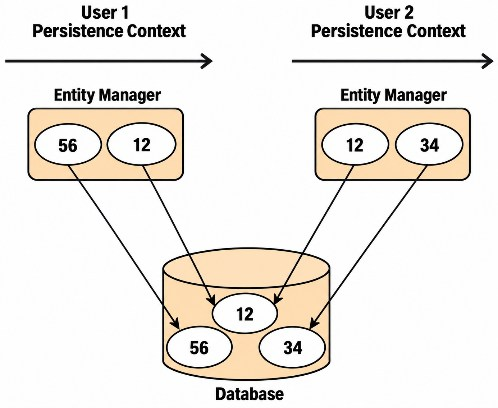 User 1
Persistence Context
User 2
Persistence Context
Entity Manager
Entity Manager
56
12
12
34
12
56
34
Database